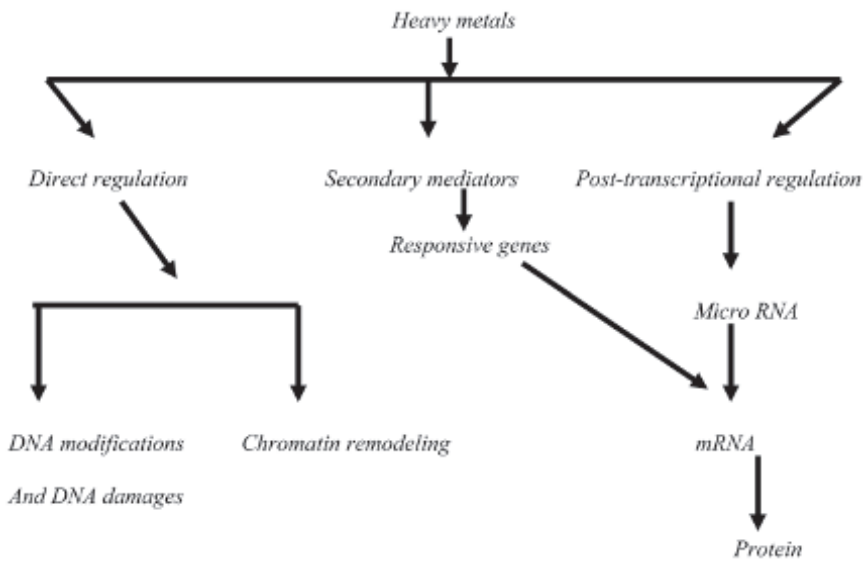 Heavy metals
Direct regulation
Secondary mediators
Post-transcriptional regulation
Responsive genes
Micro RNA
DNA modifications
Chromatin remodeling
mRNA
And DNA damages
Protein